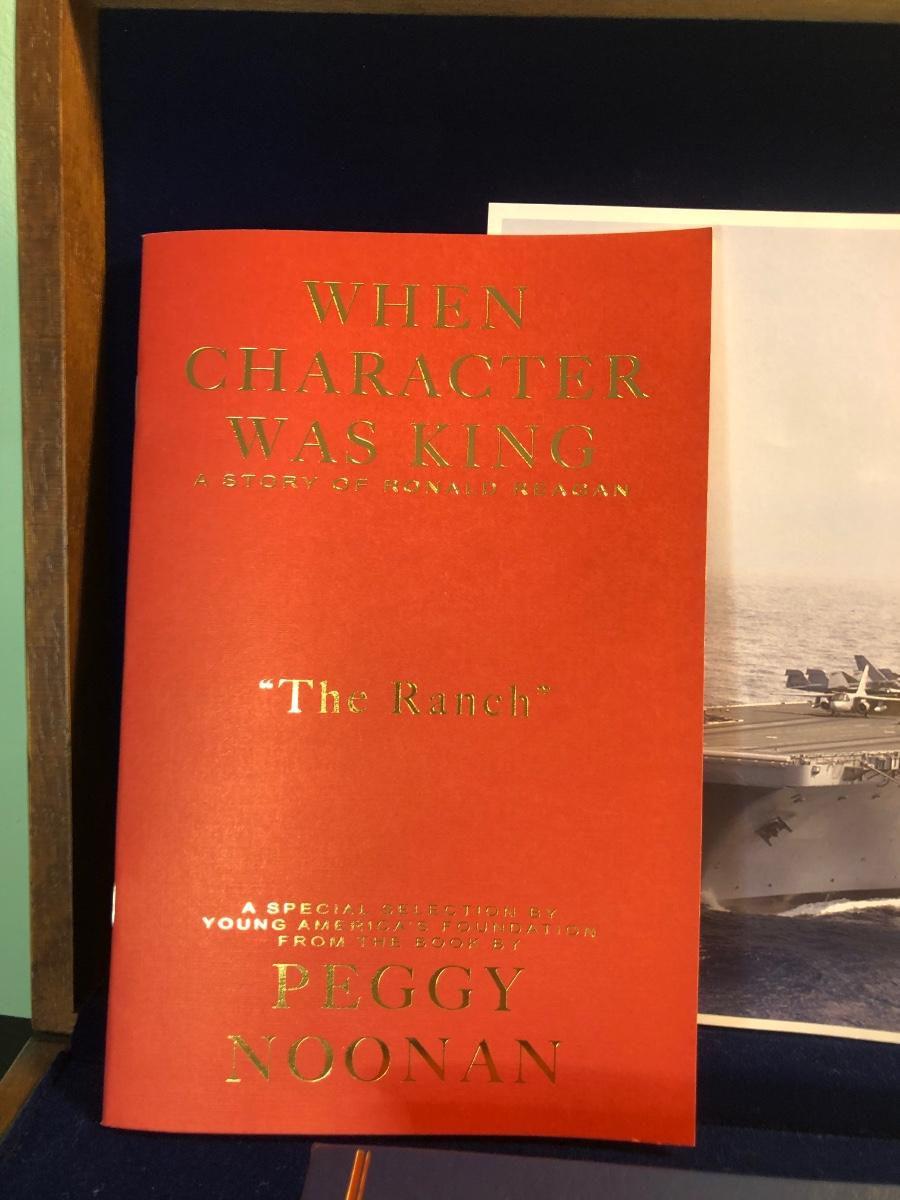 WHEN
CHARACTER
WAS KING
A STORY OF RONALD REAGAN
“The Ranch”
A SPECIAL SELECTION BY
YOUNG AMERICA'S FOUNDATION
FROM THE BOOK BY
PEGGY
NOONAN